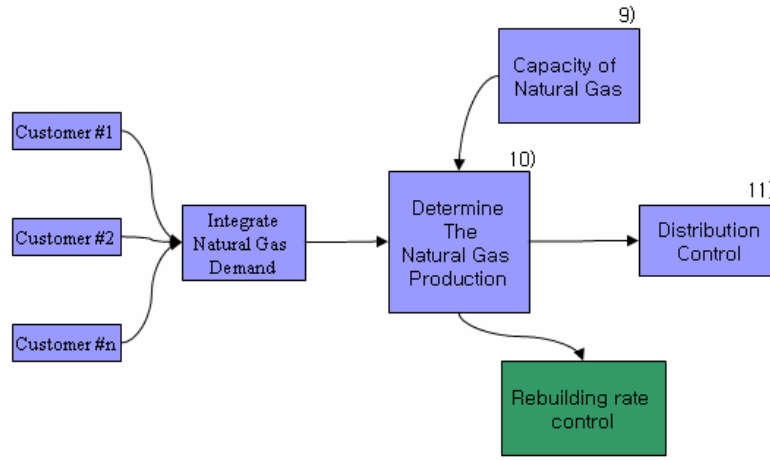 9)
Capacity of
Natural Gas
Customer #1
10)
Determine
The
Natural Gas
Production
11)
Integrate
Natural Gas
Demand
Customer #2
Distribution
Control
Customer #n
Rebuilding rate
control